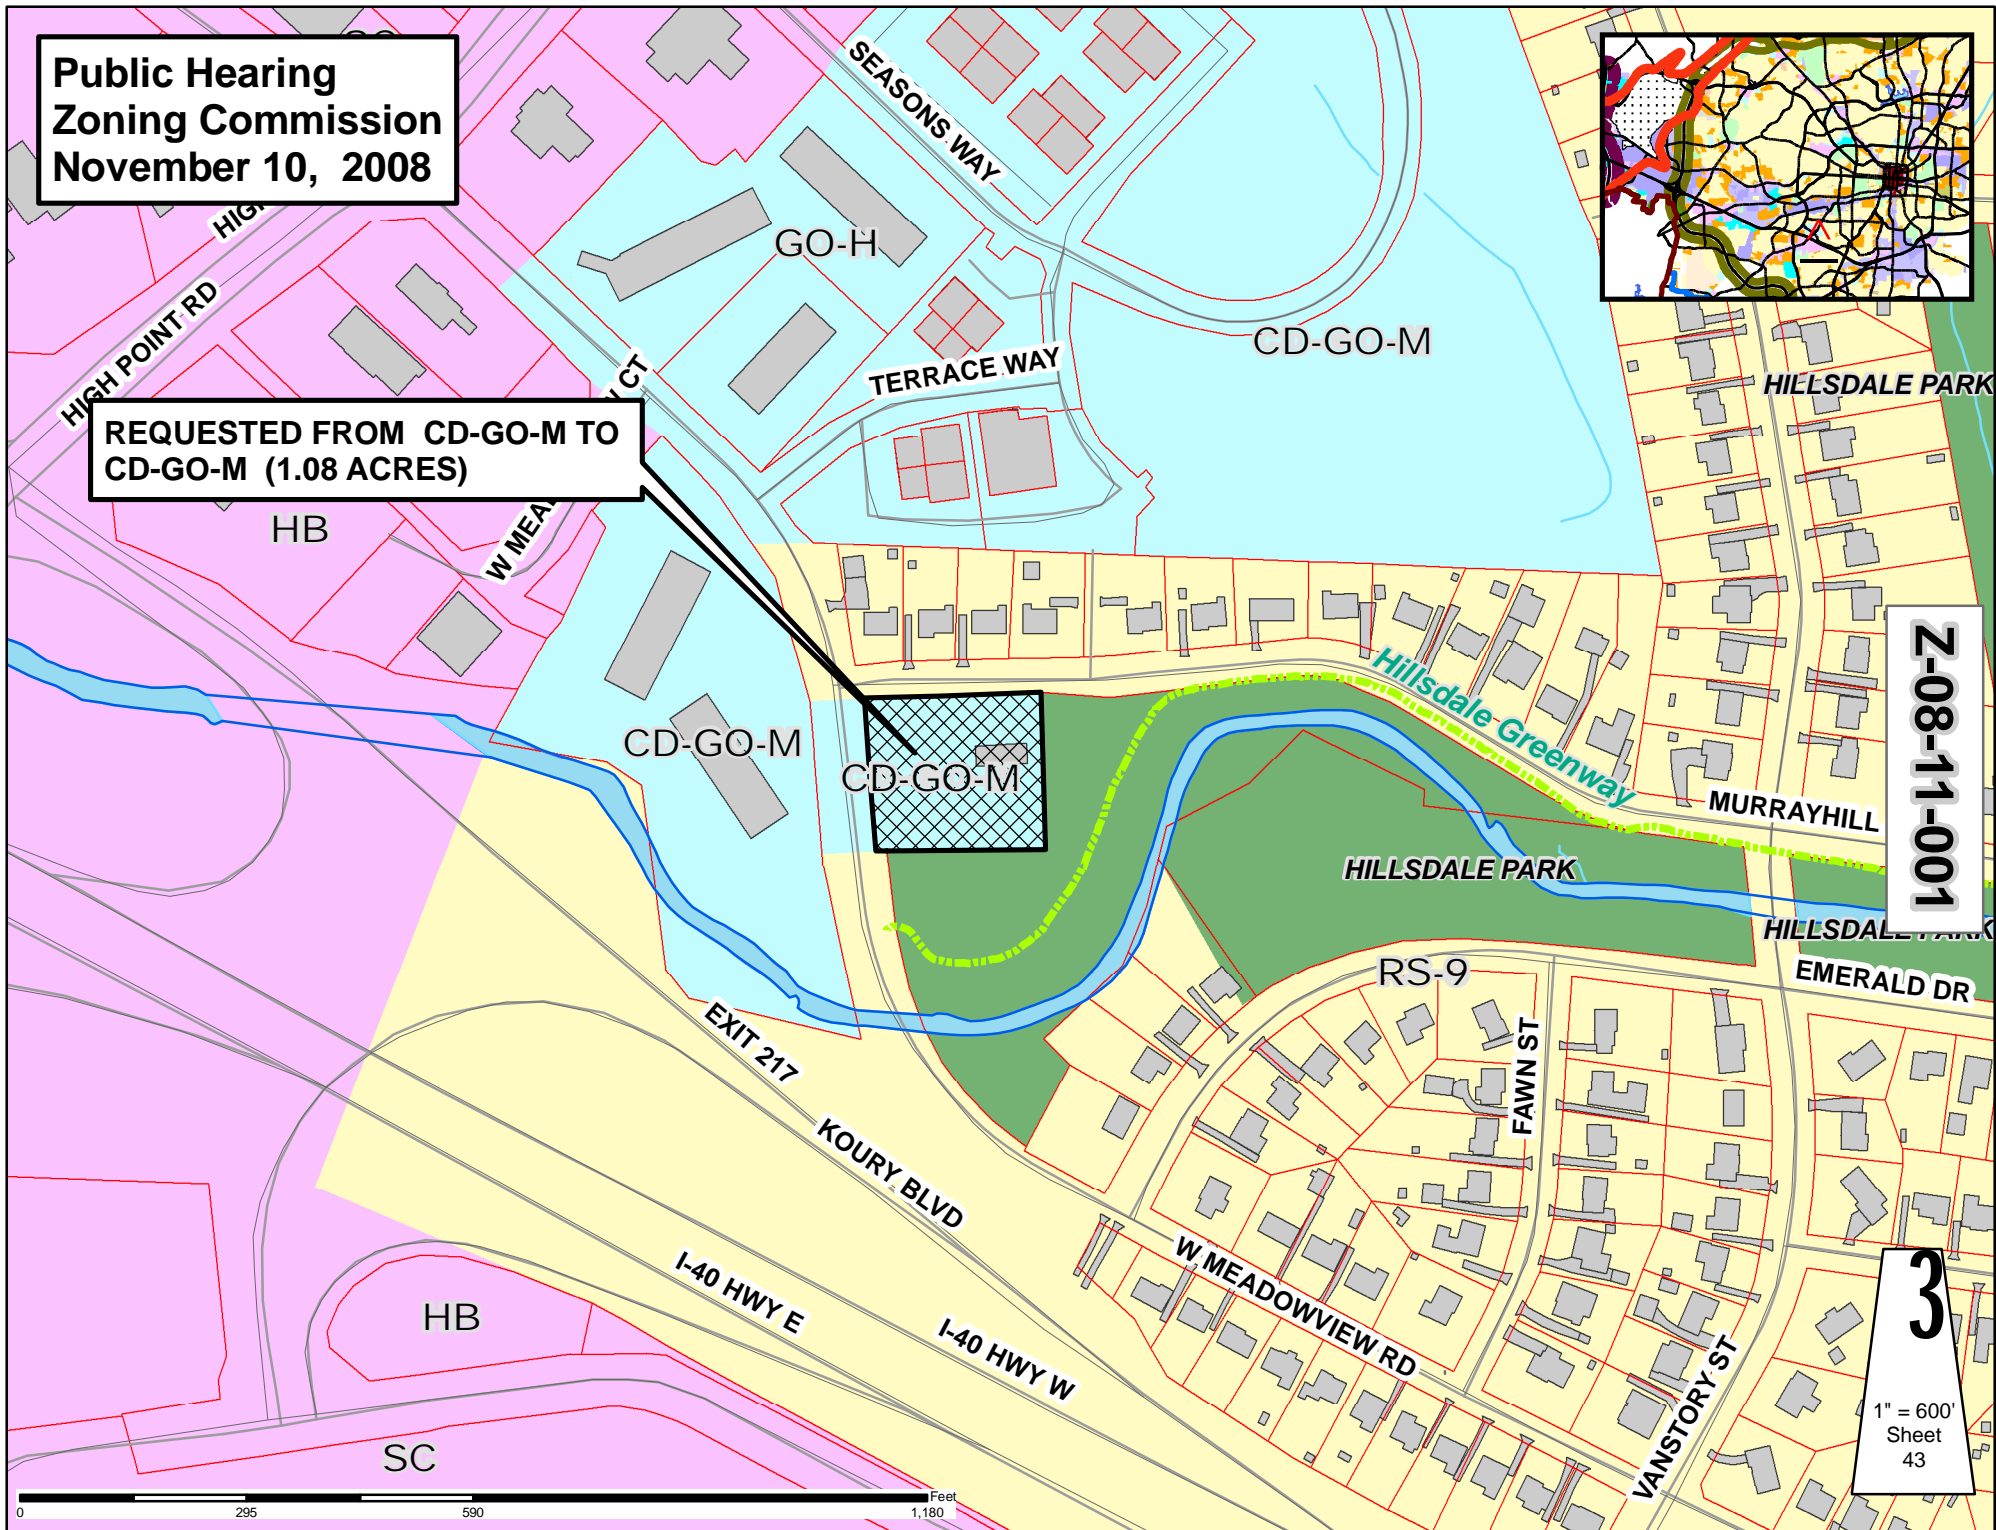 Public Hearing
Zoning Commission
November 10, 2008
SEASONS WAY
GO-H
HIGH POINT RD
CD-GO-M
TERRACE WAY
HILLSDALE PARK
REQUESTED FROM CD-GO-M TO
CD-GO-M (1.08 ACRES)
HB
Z-08-11-001
Hillsdale Greenway
CD-GO-M
CD-GO-M
MURRAYHILL
HILLSDALE PARK
HILLSDALE PARK
RS-9
EMERALD DR
EXIT 217
FAWN ST
KOURY BLVD
W MEADOWVIEW RD
I-40 HWY E
I-40 HWY W
HB
VANSTORY ST
3
1" = 600'
Sheet
43
SC
Feet
0 295 590 1,180